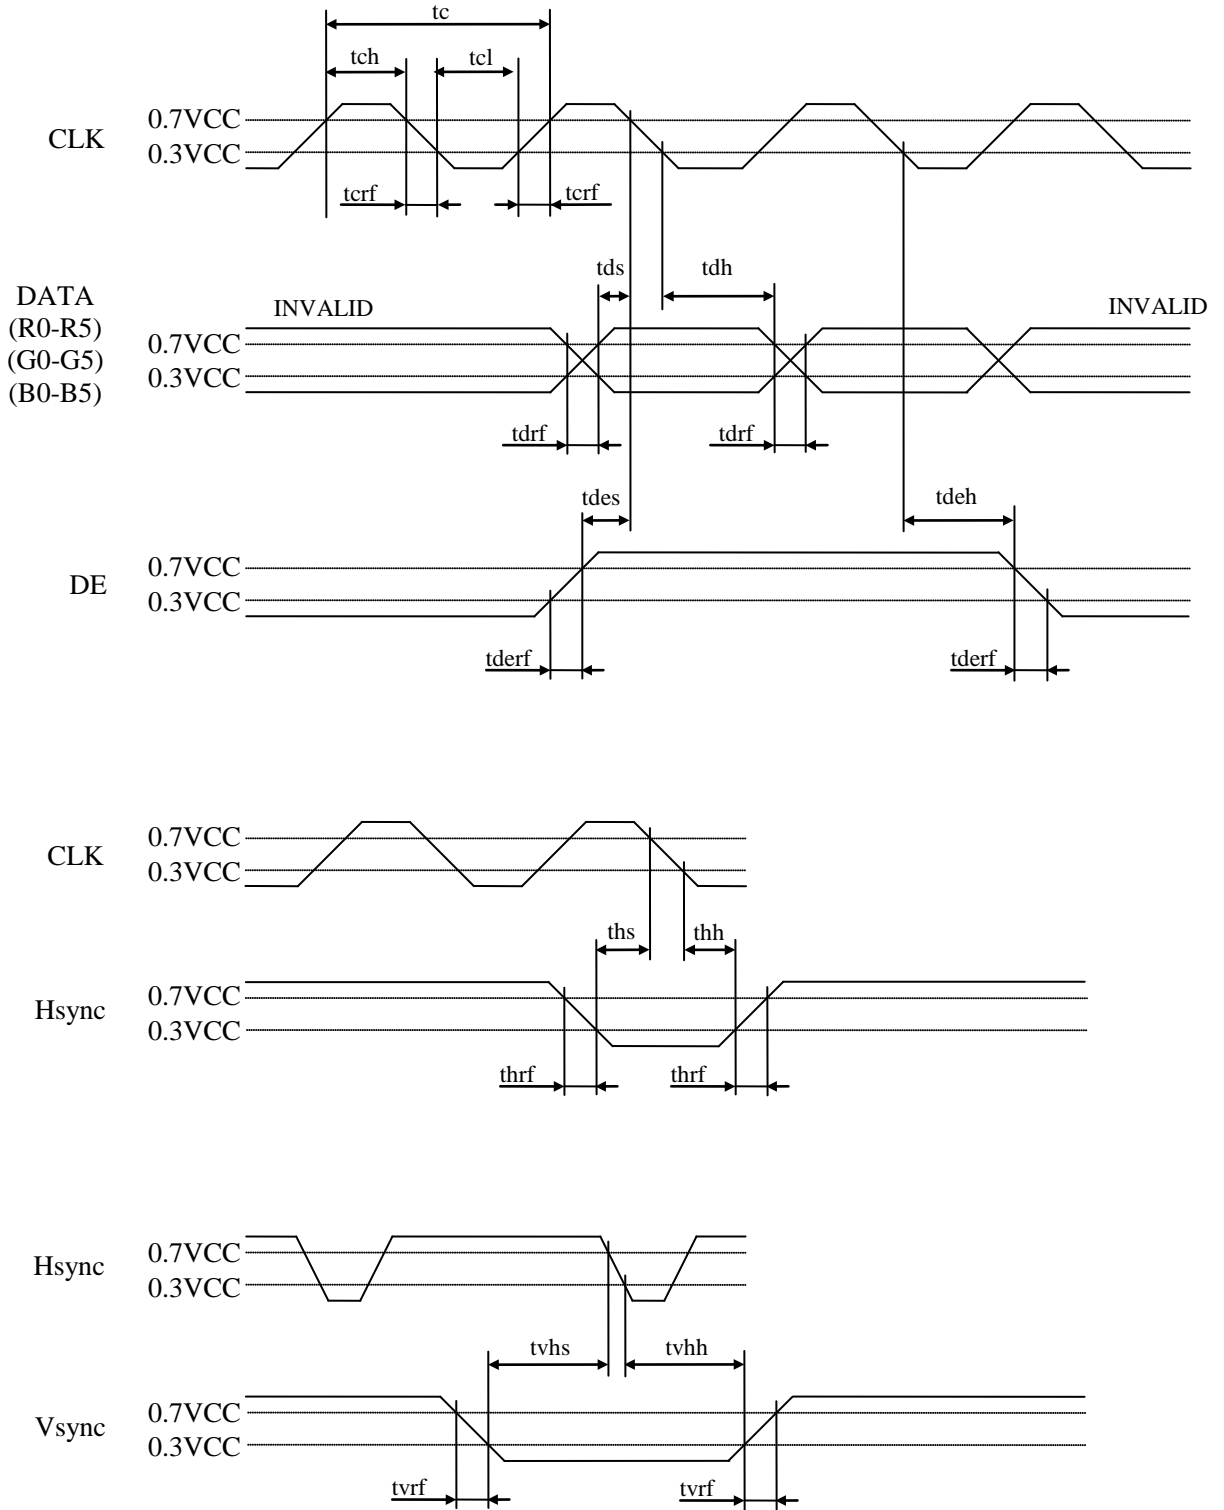 tc
tch tcl
CLK 0.7VCC
0.3VCC
tcrf tcrf
tds tdh
DATA
(R0-R5)
(G0-G5)
(B0-B5)
INVALID INVALID
0.7VCC
0.3VCC
tdrf tdrf
tdes tdeh
DE 0.7VCC
0.3VCC
tderf tderf
CLK 0.7VCC
0.3VCC
ths thh
Hsync 0.7VCC
0.3VCC
thrf thrf
Hsync 0.7VCC
0.3VCC
tvhs tvhh
Vsync 0.7VCC
0.3VCC
tvrf tvrf